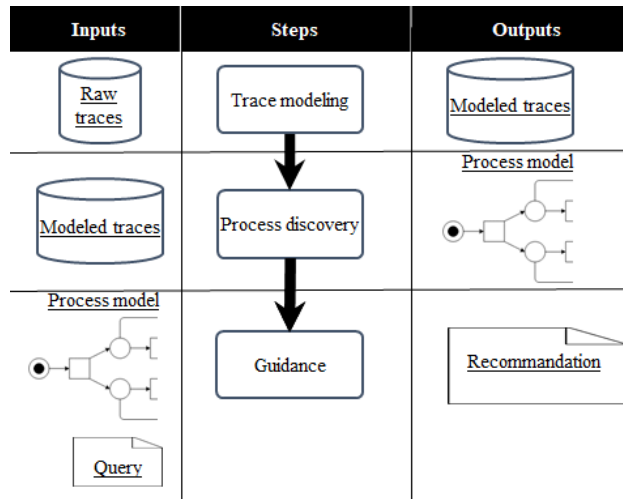 Inputs
Steps
Outputs
Raw
traces
Trace modeling
Modeled traces
Modeled traces
Process discovery
Process model
Process model
Query
Guidance
Recommandation